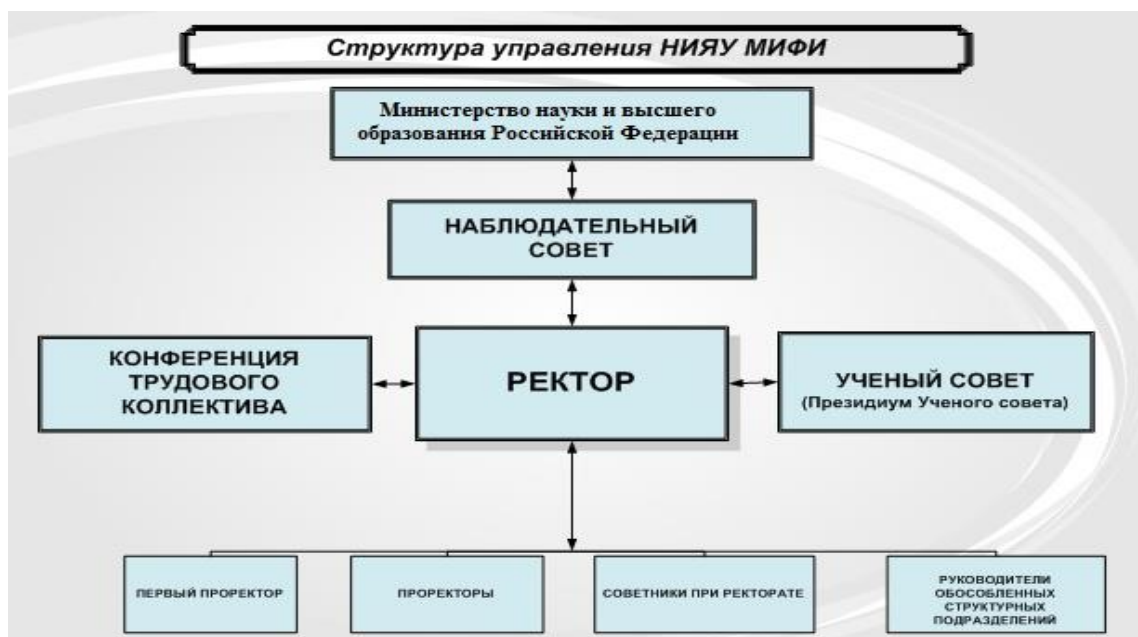 Структура управления НИЯУ МИФИ
Министерство науки и высшего
образования Российской Федерации
НАБЛЮДАТЕЛЬНЫЙ
СОВЕТ
КОНФЕРЕНЦИЯ
ТРУДОВОГО
КОЛЛЕКТИВА
РЕКТОР
УЧЕНЫЙ СОВЕТ
(Президиум Ученого совета)
ПЕРВЫЙ ПРОРЕКТОР
ПРОРЕКТОРЫ
СОВЕТНИКИ ПРИ РЕКТОРАТЕ
РУКОВОДИТЕЛИ
ОБОСОБЛЕННЫХ
СТРУКТУРНЫХ
ПОДРАЗДЕЛЕНИЙ